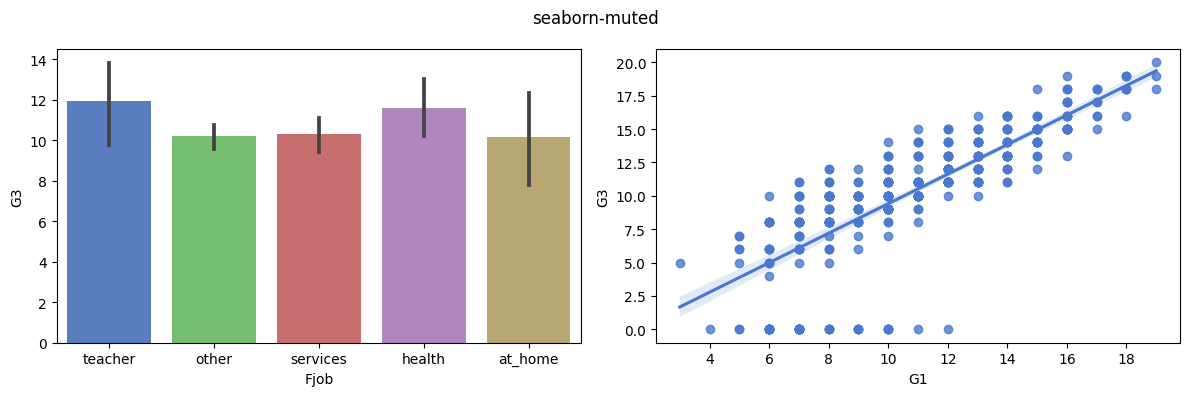 seaborn-muted
14
12
10
8
6
4
2
0
G3
teacher other services health at_home
Fjob
20.0
17.5
15.0
12.5
10.0
7.5
5.0
2.5
0.0
G3
4 6 8 10 12 14 16 18
G1